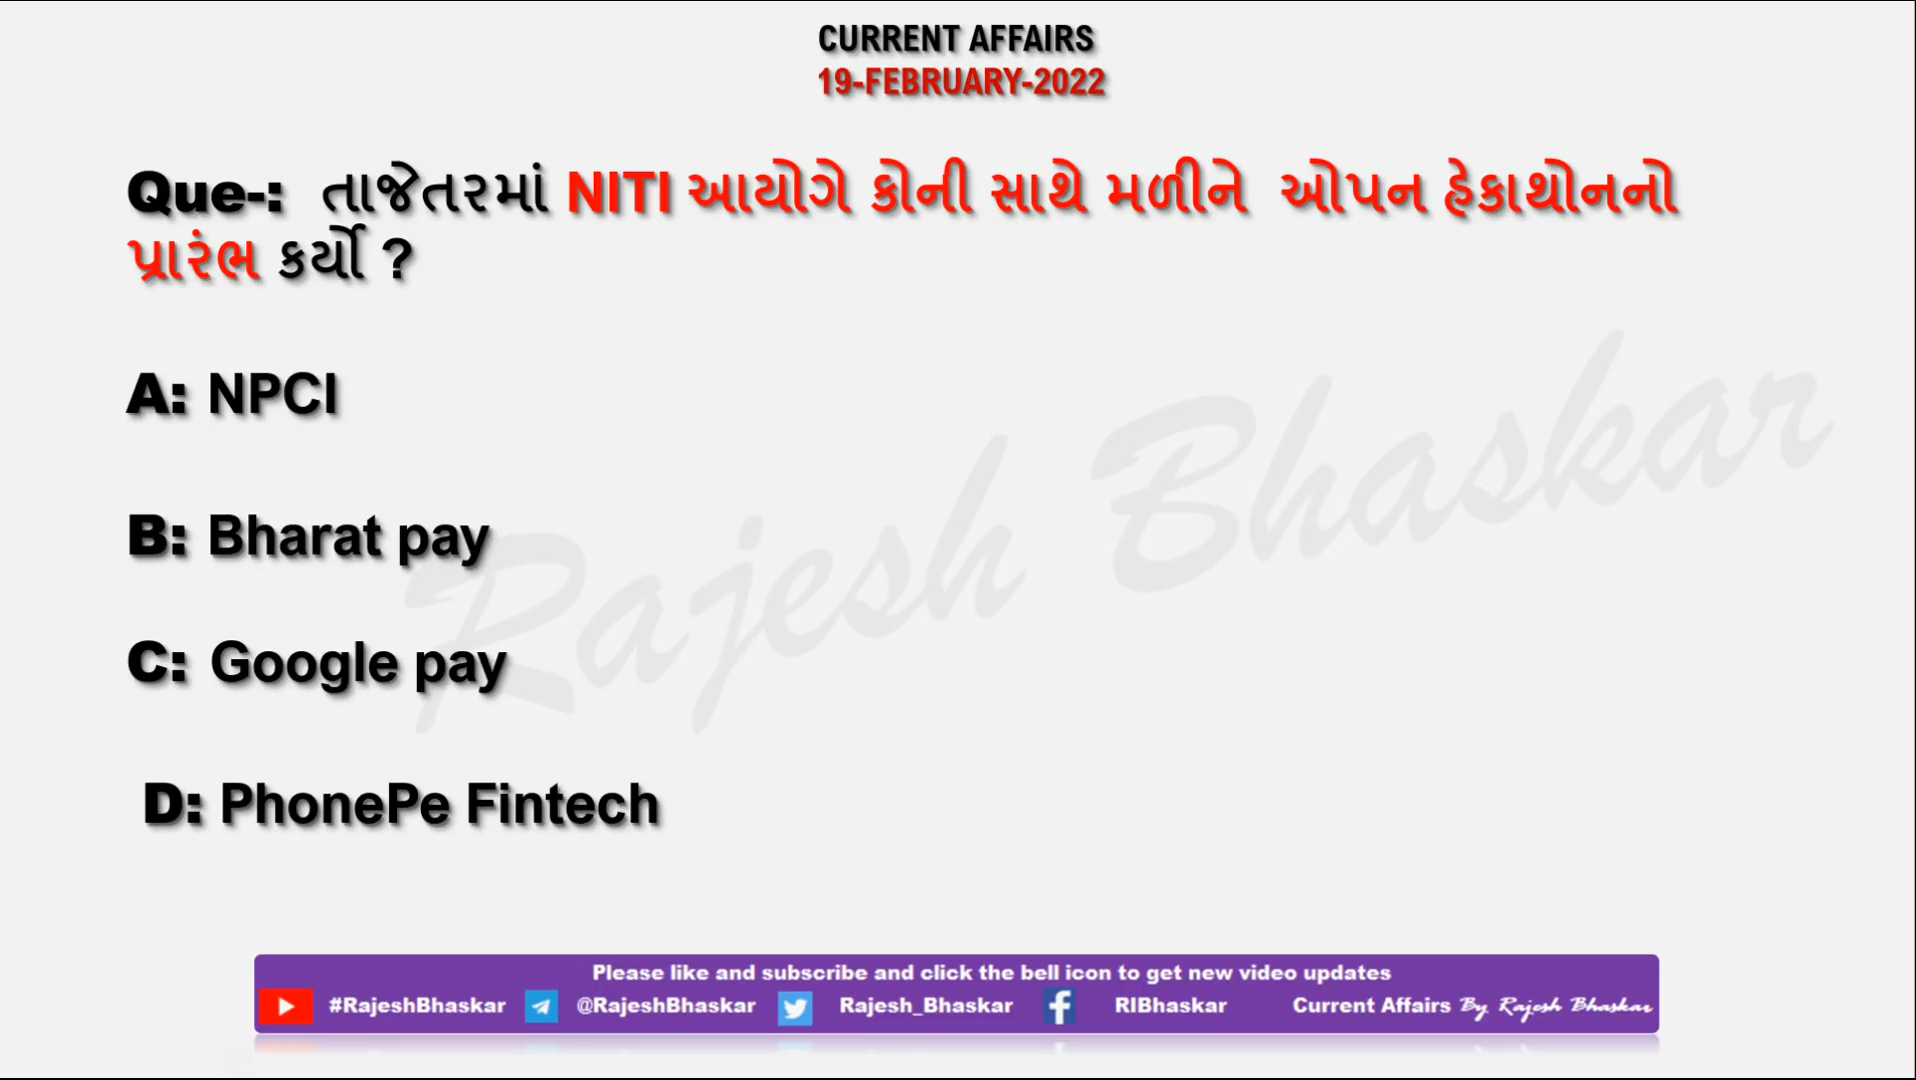 CURRENT AFFAIRS
19-FEBRUARY-2022
Que-: તાજેતરમાં NITI આયોગે કોની સાથે મળીને ઓપન હેકાથોનનો
પ્રારંભ કર્યો ?
A: NPCI
B: Bharat pay
C: Google pay
D: PhonePe Fintech
Rajesh Bhaskar
Please like and subscribe and click the bell icon to get new video updates
#RajeshBhaskar @RajeshBhaskar Rajesh_Bhaskar RIBhaskar Current Affairs By Rajesh Bhaskar